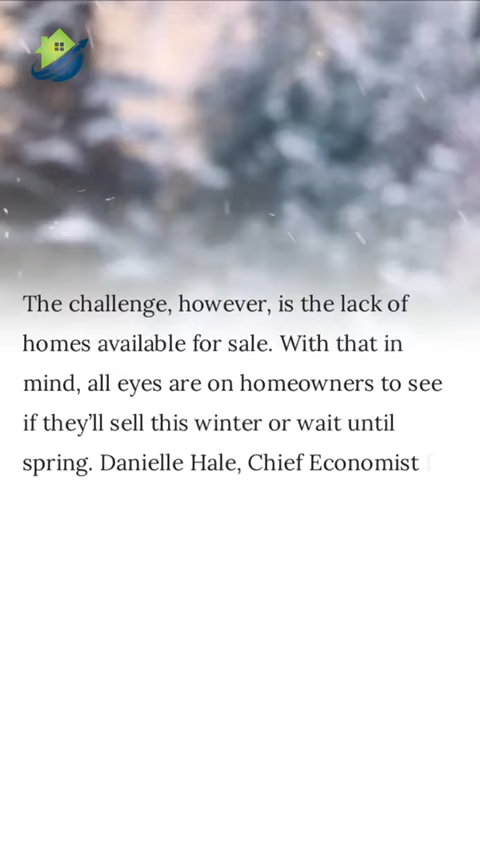 The challenge, however, is the lack of
homes available for sale. With that in
mind, all eyes are on homeowners to see
if they’ll sell this winter or wait until
spring. Danielle Hale, Chief Economist